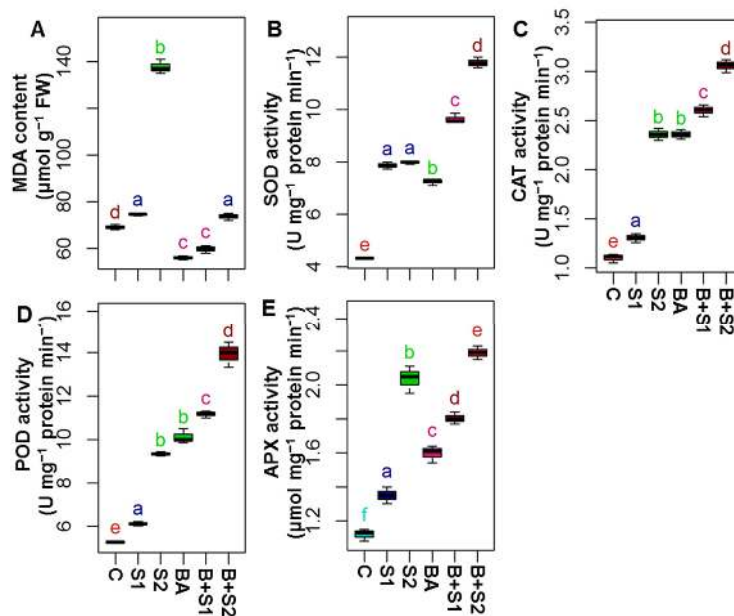 A
MDA content
(µmol g⁻¹ FW)
60
80
100
140
d
a
b
c
c
a
B
SOD activity
(U mg⁻¹ protein min⁻¹)
4
6
8
10
12
e
a
a
b
c
d
C
CAT activity
(U mg⁻¹ protein min⁻¹)
1.0
1.5
2.0
2.5
3.0
3.5
e
a
b
b
c
d
C
S1
S2
BA
B+S1
B+S2
D
POD activity
(U mg⁻¹ protein min⁻¹)
6
8
10
12
14
16
e
a
b
b
c
d
C
S1
S2
BA
B+S1
B+S2
E
APX activity
(µmol mg⁻¹ protein min⁻¹)
1.2
1.6
2.0
2.4
f
a
b
c
d
e
C
S1
S2
BA
B+S1
B+S2